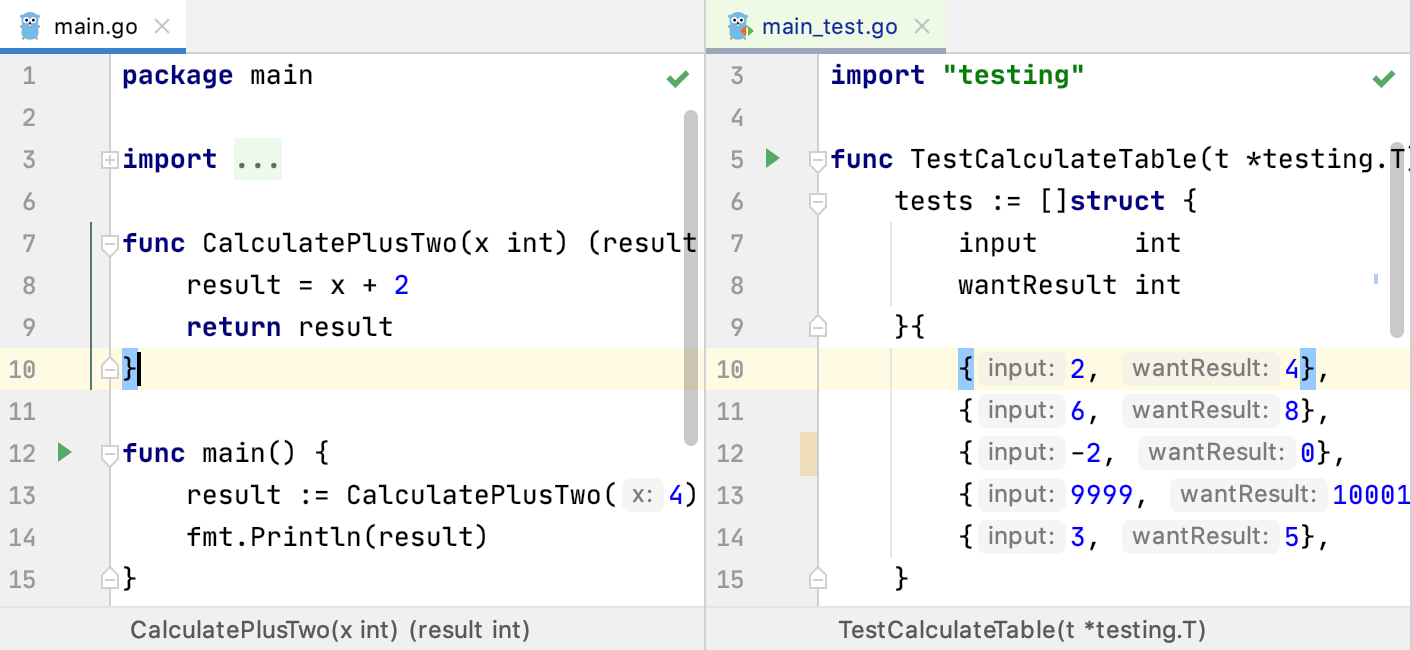 main.go
1 package main
2
3 import ...
6
7 func CalculatePlusTwo(x int) (result
8 result = x + 2
9 return result
10 }
11
12 func main() {
13 result := CalculatePlusTwo( x: 4)
14 fmt.Println(result)
15 }
CalculatePlusTwo(x int) (result int)
main_test.go
3 import "testing"
4
5 func TestCalculateTable(t *testing.T)
6 tests := []struct {
7 input int
8 wantResult int
9 }{
10 { input: 2, wantResult: 4},
11 { input: 6, wantResult: 8},
12 { input: -2, wantResult: 0},
13 { input: 9999, wantResult: 10001
14 { input: 3, wantResult: 5},
15 }
TestCalculateTable(t *testing.T)